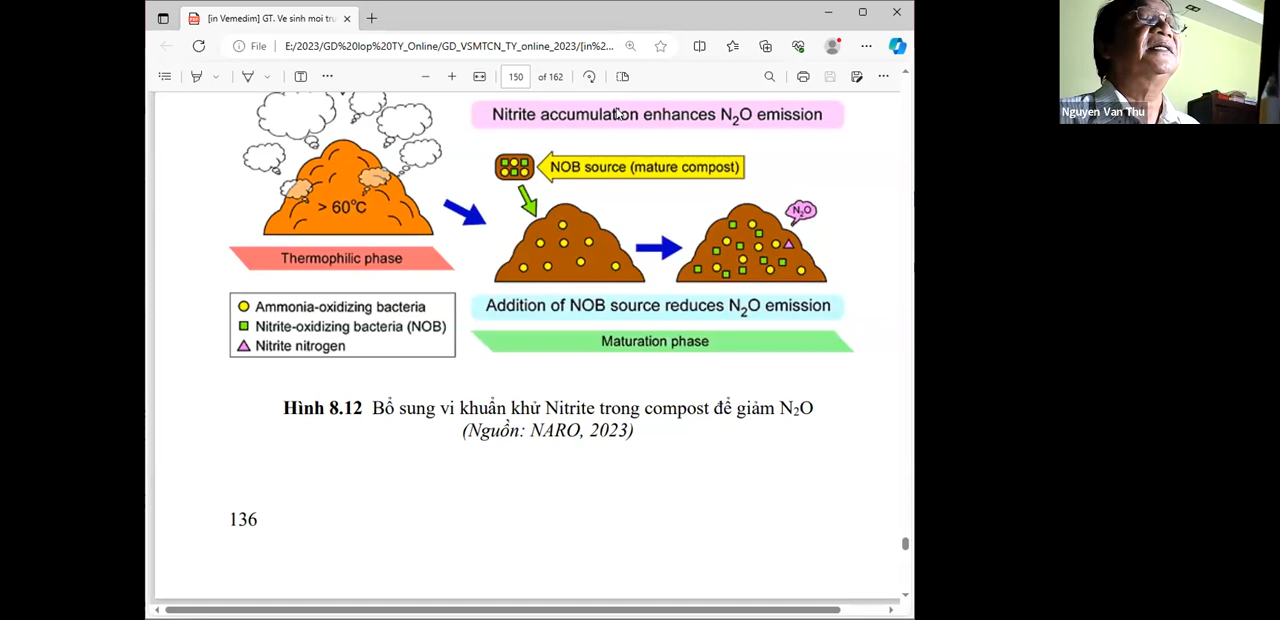 [in Vemedim] GT. Ve sinh moi tru
File
E:/2023/GD%20lop%20TY_Online/GD_VSMTCN_TY_online_2023/[in%2...
150 of 162
Nguyen Van Thu
Nitrite accumulation enhances N₂O emission
NOB source (mature compost)
> 60℃
N₂O
Thermophilic phase
Ammonia-oxidizing bacteria
Nitrite-oxidizing bacteria (NOB)
Nitrite nitrogen
Addition of NOB source reduces N₂O emission
Maturation phase
Hình 8.12 Bổ sung vi khuẩn khử Nitrite trong compost để giảm N₂O
(Nguồn: NARO, 2023)
136